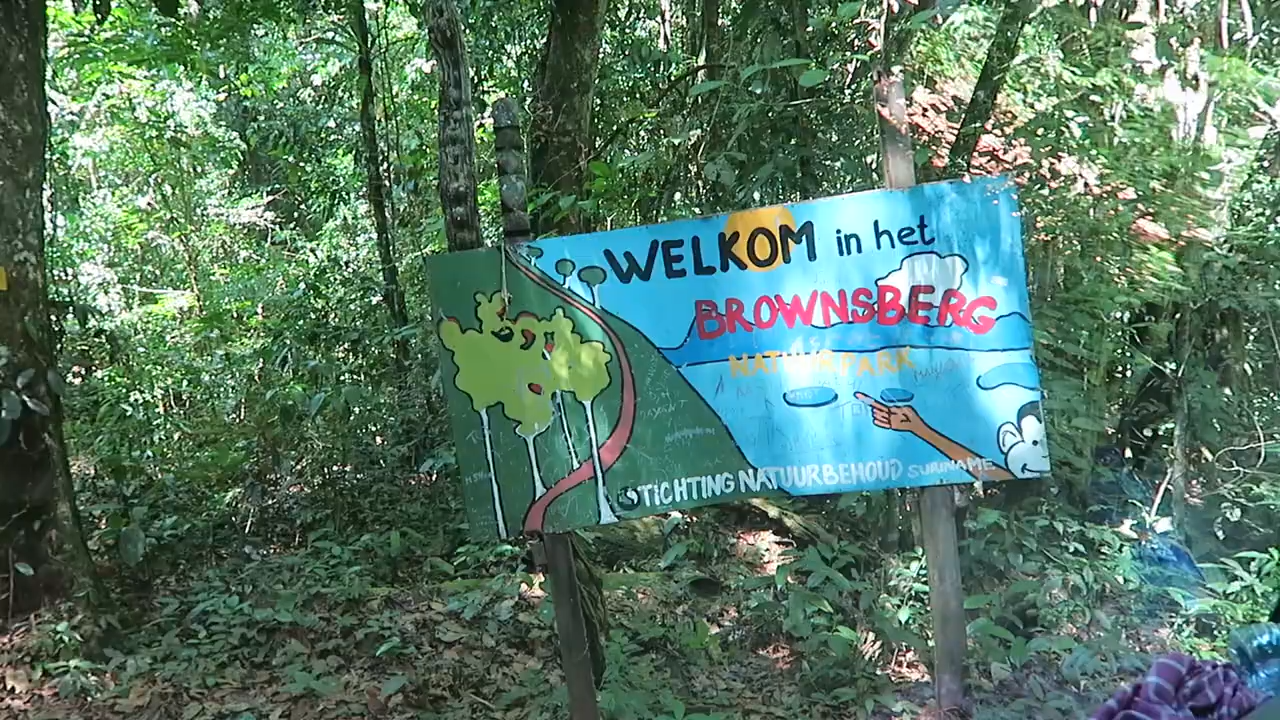 WELKOM in het
BROWNSBERG
NATUURPARK
STICHTING NATUURBEHOUD SURINAME